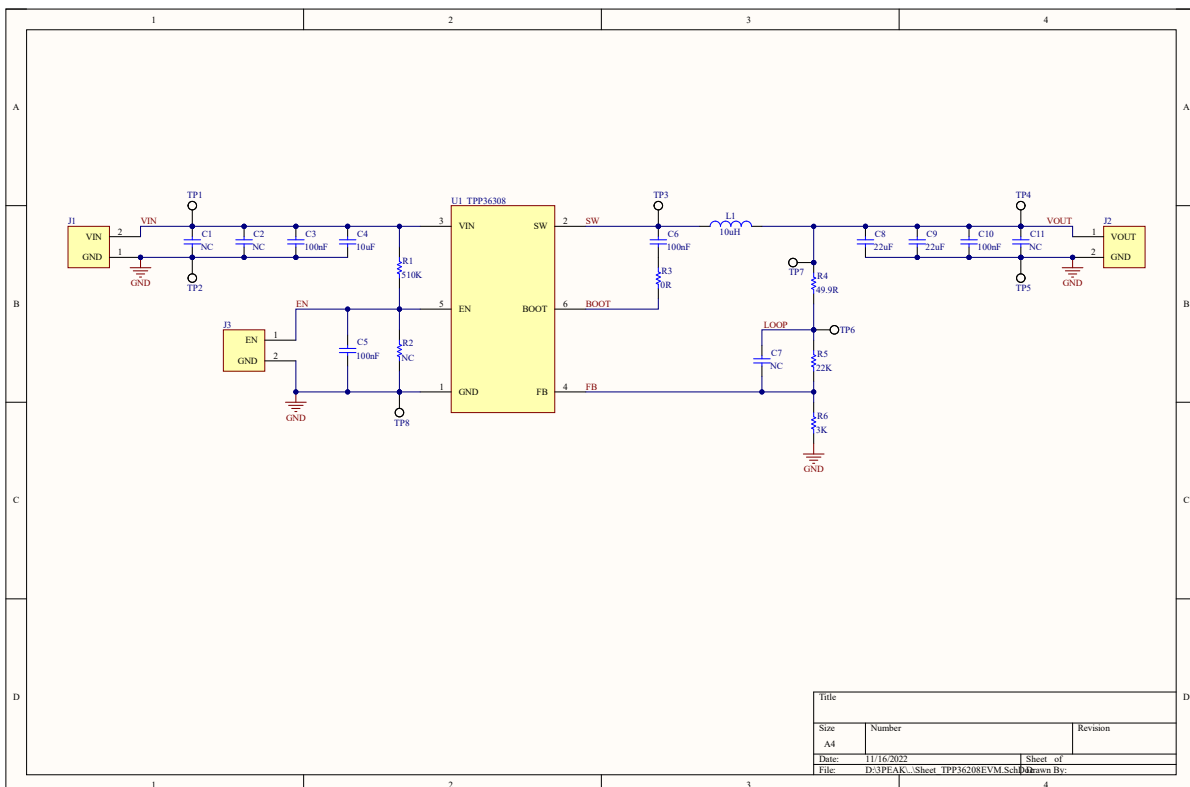 1 2 3 4
A A
B B
C C
D D
1 2 3 4
TP1
J1
VIN
VIN 2
GND 1
GND
C1
NC
C2
NC
C3
100nF
C4
10uF
TP2
R1
510K
EN
J3
EN 1
GND 2
GND
C5
100nF
R2
NC
TP8
U1 TPP36308
3 VIN
5 EN
1 GND
SW 2
BOOT 6
FB 4
SW
BOOT
FB
TP3
C6
100nF
R3
0R
L1
10uH
TP7
R4
49.9R
LOOP
TP6
C7
NC
R5
22K
R6
3K
GND
C8
22uF
C9
22uF
C10
100nF
C11
NC
TP4
TP5
VOUT
J2
1 VOUT
2 GND
GND
Title
Size Number Revision
A4
Date: 11/16/2022 Sheet of
File: D:\3PEAK\..\Sheet_TPP36208EVM.SchDoc Drawn By: